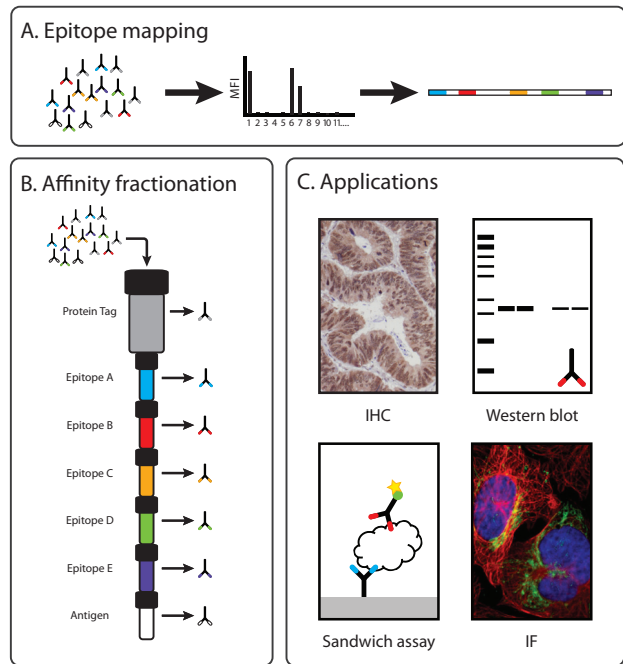 A. Epitope mapping
MFI
1 2 3 4 5 6 7 8 9 10 11....
B. Affinity fractionation
Protein Tag
Epitope A
Epitope B
Epitope C
Epitope D
Epitope E
Antigen
C. Applications
IHC
Western blot
Sandwich assay
IF